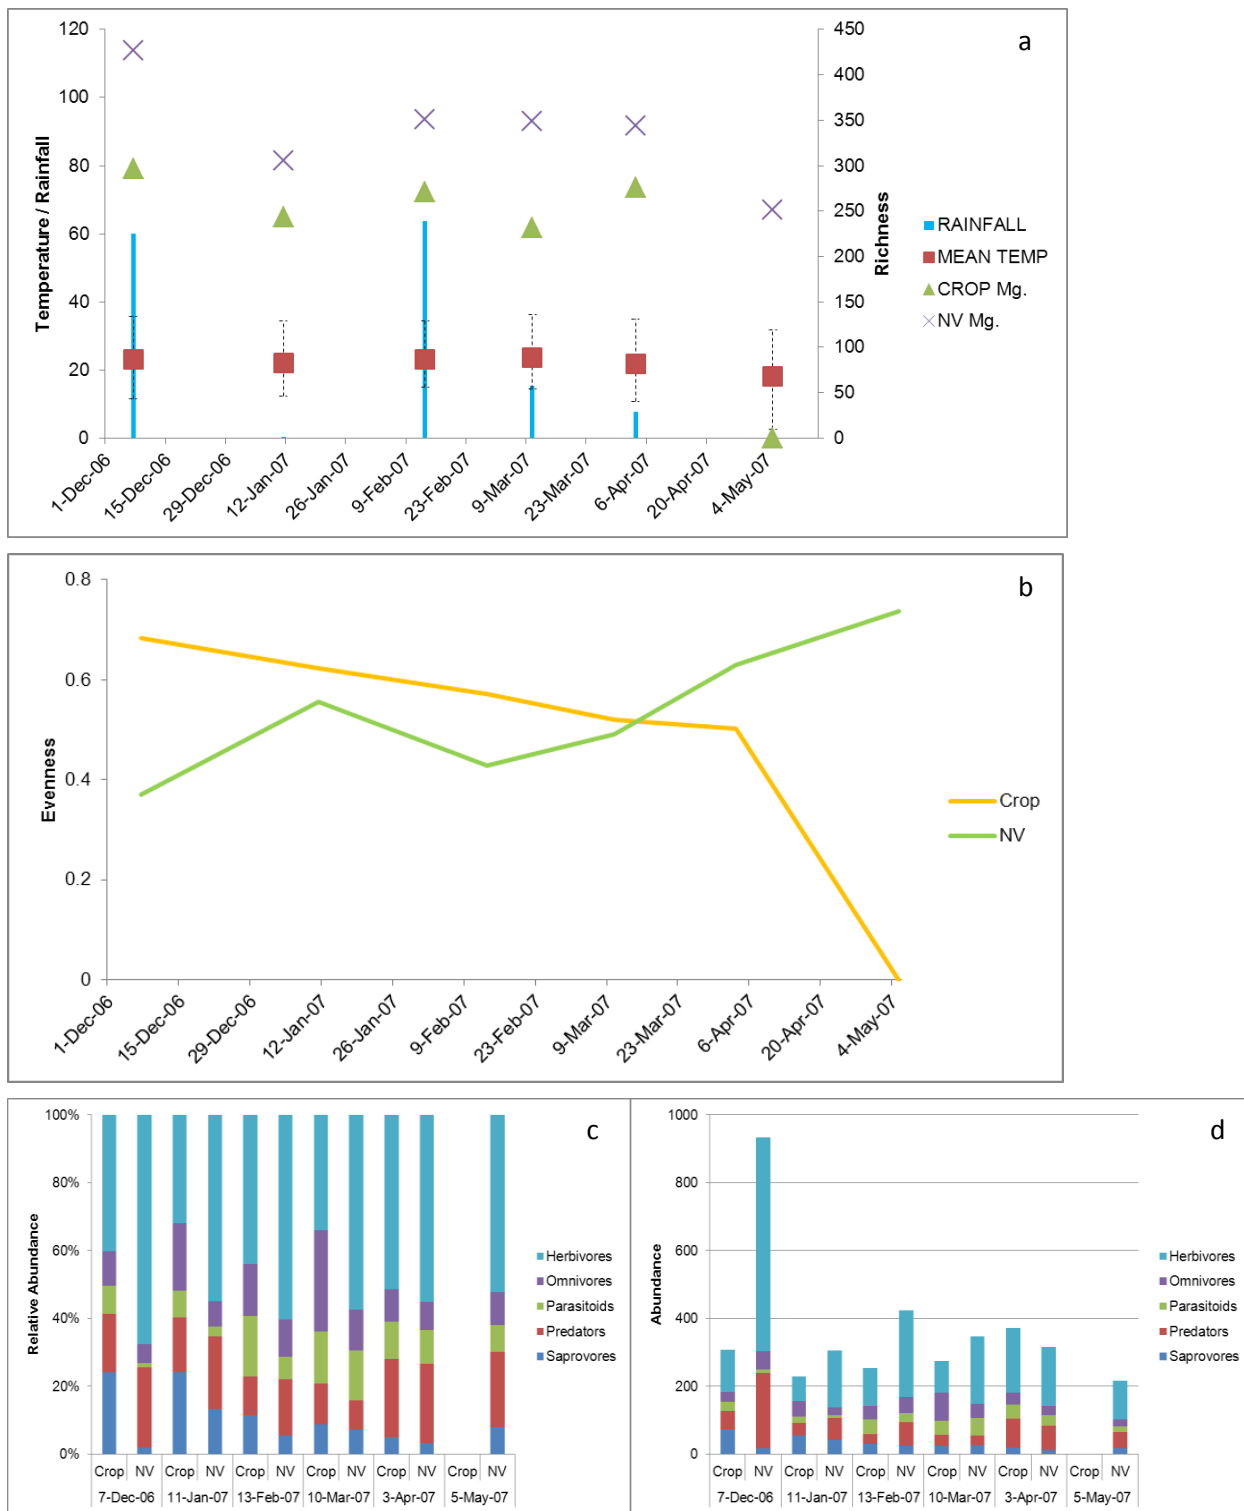 a
120
100
80
60
40
20
0
Temperature / Rainfall
450
400
350
300
250
200
150
100
50
0
Richness
RAINFALL
MEAN TEMP
CROP Mg.
NV Mg.
1-Dec-06
15-Dec-06
29-Dec-06
12-Jan-07
26-Jan-07
9-Feb-07
23-Feb-07
9-Mar-07
23-Mar-07
6-Apr-07
20-Apr-07
4-May-07
b
0.8
0.6
0.4
0.2
0
Evenness
Crop
NV
1-Dec-06
15-Dec-06
29-Dec-06
12-Jan-07
26-Jan-07
9-Feb-07
23-Feb-07
9-Mar-07
23-Mar-07
6-Apr-07
20-Apr-07
4-May-07
c
100%
80%
60%
40%
20%
0%
Relative Abundance
Herbivores
Omnivores
Parasitoids
Predators
Saprovores
Crop NV Crop NV Crop NV Crop NV Crop NV Crop NV
7-Dec-06 11-Jan-07 13-Feb-07 10-Mar-07 3-Apr-07 5-May-07
d
1000
800
600
400
200
0
Abundance
Herbivores
Omnivores
Parasitoids
Predators
Saprovores
Crop NV Crop NV Crop NV Crop NV Crop NV Crop NV
7-Dec-06 11-Jan-07 13-Feb-07 10-Mar-07 3-Apr-07 5-May-07